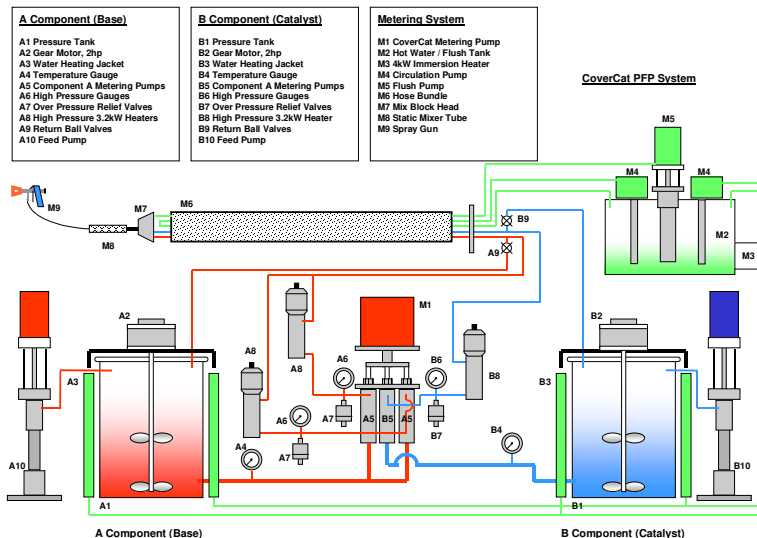 A Component (Base)
A1 Pressure Tank
A2 Gear Motor, 2hp
A3 Water Heating Jacket
A4 Temperature Gauge
A5 Component A Metering Pumps
A6 High Pressure Gauges
A7 Over Pressure Relief Valves
A8 High Pressure 3.2kW Heaters
A9 Return Ball Valves
A10 Feed Pump
B Component (Catalyst)
B1 Pressure Tank
B2 Gear Motor, 2hp
B3 Water Heating Jacket
B4 Temperature Gauge
B5 Component A Metering Pumps
B6 High Pressure Gauges
B7 Over Pressure Relief Valves
B8 High Pressure 3.2kW Heater
B9 Return Ball Valves
B10 Feed Pump
Metering System
M1 CoverCat Metering Pump
M2 Hot Water / Flush Tank
M3 4kW Immersion Heater
M4 Circulation Pump
M5 Flush Pump
M6 Hose Bundle
M7 Mix Block Head
M8 Static Mixer Tube
M9 Spray Gun
CoverCat PFP System
M5
M4
M4
M9
M7
M6
B9
M2
M8
A9
M3
A2
M1
B2
A8
A6
B6
B8
A3
A8
B3
A6
A7
A5
B5
A5
B7
A4
A7
B4
A10
B10
A1
B1
A Component (Base)
B Component (Catalyst)